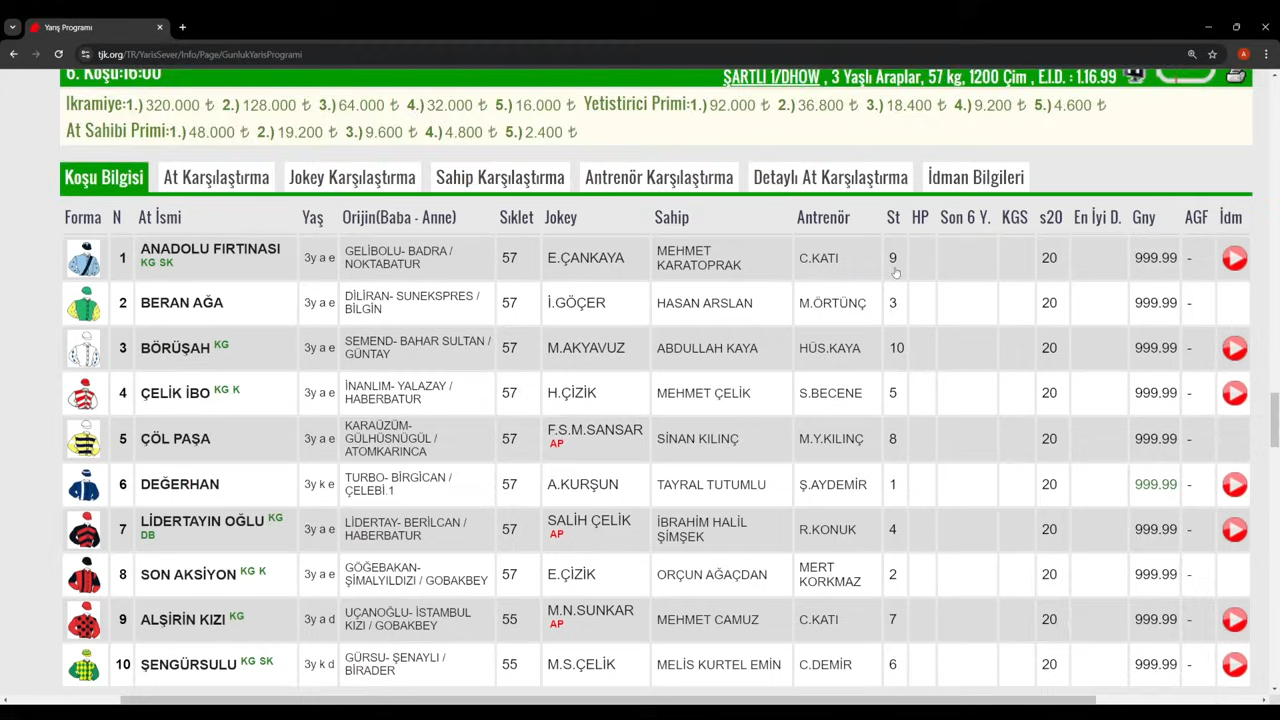 Yarış Programı
tjk.org/TR/YarisSever/Info/Page/GunlukYarisProgrami
A
6. Koşu:16:00
ŞARTLI 1/DHOW , 3 Yaşlı Araplar, 57 kg, 1200 Çim , E.I.D. : 1.16.99
Ikramiye:1.) 320.000 ₺ 2.) 128.000 ₺ 3.) 64.000 ₺ 4.) 32.000 ₺ 5.) 16.000 ₺ Yetistirici Primi:1.) 92.000 ₺ 2.) 36.800 ₺ 3.) 18.400 ₺ 4.) 9.200 ₺ 5.) 4.600 ₺
At Sahibi Primi:1.) 48.000 ₺ 2.) 19.200 ₺ 3.) 9.600 ₺ 4.) 4.800 ₺ 5.) 2.400 ₺
Koşu Bilgisi At Karşılaştırma Jokey Karşılaştırma Sahip Karşılaştırma Antrenör Karşılaştırma Detaylı At Karşılaştırma İdman Bilgileri
Forma N At İsmi Yaş Orijin(Baba - Anne) Sıklet Jokey Sahip Antrenör St HP Son 6 Y. KGS s20 En İyi D. Gny AGF İdm
1 ANADOLU FIRTINASI KG SK 3y a e GELİBOLU- BADRA / NOKTABATUR 57 E.ÇANKAYA MEHMET KARATOPRAK C.KATI 9 20 999.99 -
2 BERAN AĞA 3y a e DİLİRAN- SUNEKSPRES / BİLGİN 57 İ.GÖÇER HASAN ARSLAN M.ÖRTÜNÇ 3 20 999.99 -
3 BÖRÜŞAH KG 3y a e SEMEND- BAHAR SULTAN / GÜNTAY 57 M.AKYAVUZ ABDULLAH KAYA HÜS.KAYA 10 20 999.99 -
4 ÇELİK İBO KG K 3y a e İNANLIM- YALAZAY / HABERBATUR 57 H.ÇİZİK MEHMET ÇELİK S.BECENE 5 20 999.99 -
5 ÇÖL PAŞA 3y a e KARAÜZÜM- GÜLHÜSNÜGÜL / ATOMKARINCA 57 F.S.M.SANSAR AP SİNAN KILINÇ M.Y.KILINÇ 8 20 999.99 -
6 DEĞERHAN 3y k e TURBO- BİRGİCAN / ÇELEBİ.1 57 A.KURŞUN TAYRAL TUTUMLU Ş.AYDEMİR 1 20 999.99 -
7 LİDERTAYIN OĞLU KG DB 3y a e LİDERTAY- BERİLCAN / HABERBATUR 57 SALİH ÇELİK AP İBRAHİM HALİL ŞİMŞEK R.KONUK 4 20 999.99 -
8 SON AKSİYON KG K 3y a e GÖĞEBAKAN- ŞİMALYILDIZI / GOBAKBEY 57 E.ÇİZİK ORÇUN AĞAÇDAN MERT KORKMAZ 2 20 999.99 -
9 ALŞİRİN KIZI KG 3y a d UÇANOĞLU- İSTAMBUL KIZI / GOBAKBEY 55 M.N.SUNKAR AP MEHMET CAMUZ C.KATI 7 20 999.99 -
10 ŞENGÜRSULU KG SK 3y k d GÜRSU- ŞENAYLI / BİRADER 55 M.S.ÇELİK MELİS KURTEL EMİN C.DEMİR 6 20 999.99 -